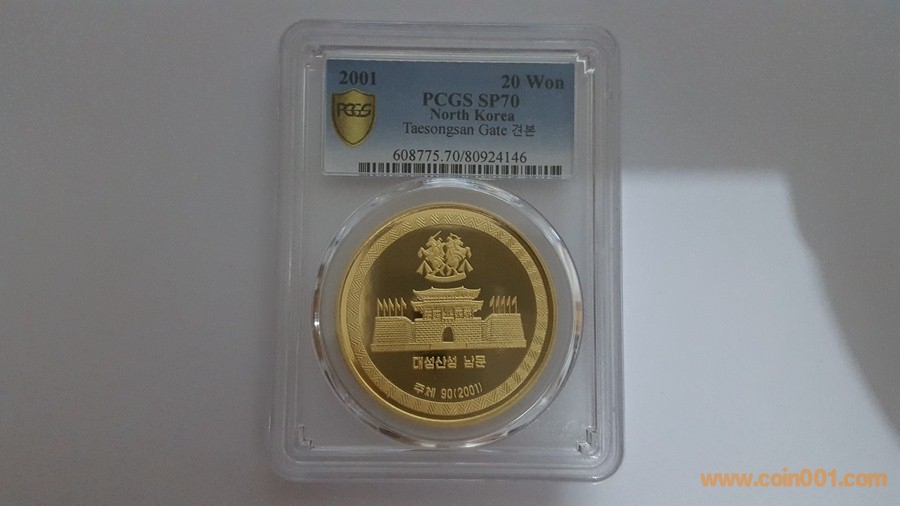 2001 20 Won
PCGS
PCGS SP70
North Korea
Taesongsan Gate 견본
608775.70/80924146
대성산성 남문
주체 90(2001)
www.coin001.com